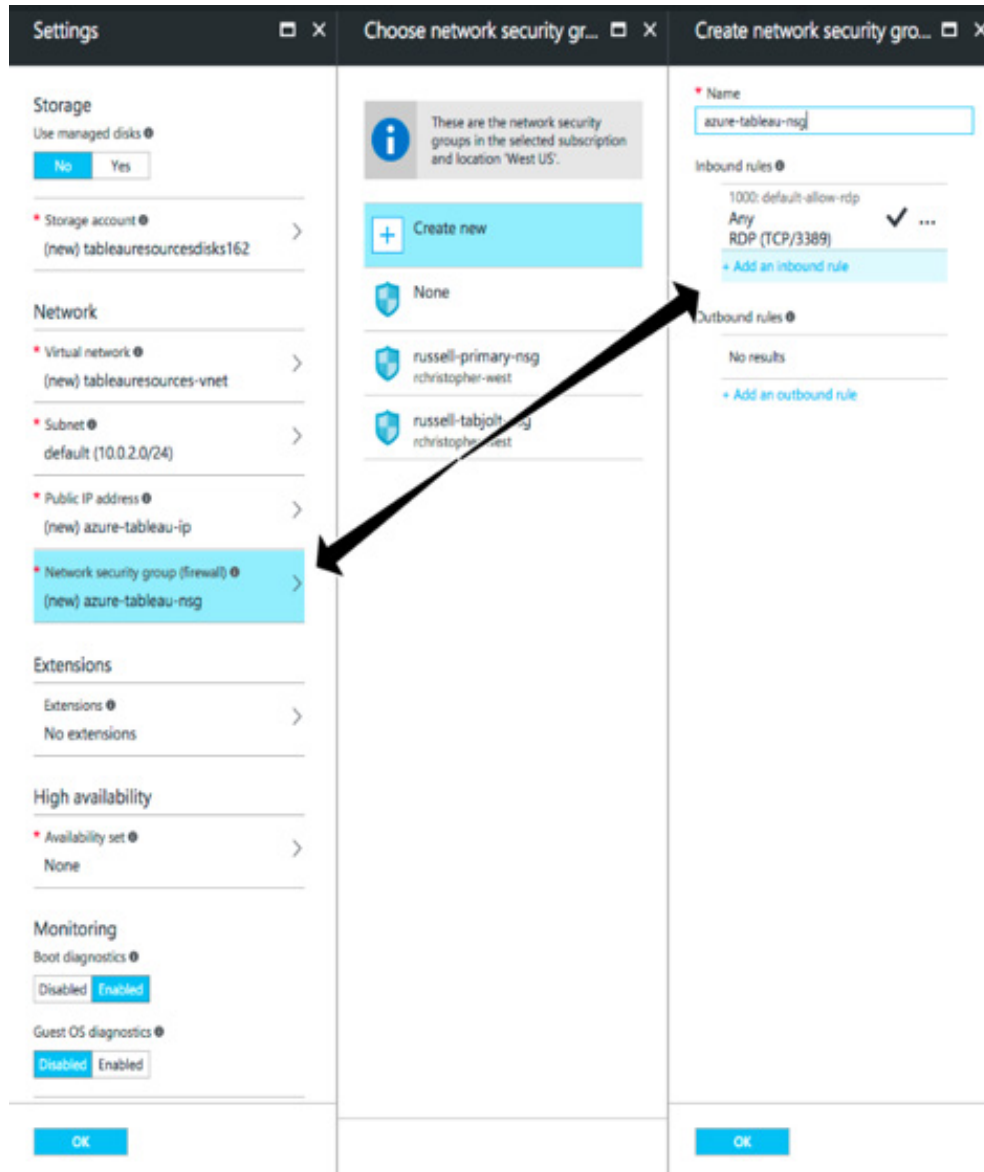 Settings
Storage
Use managed disks
No Yes
* Storage account
(new) tableauresourcesdisks162
Network
* Virtual network
(new) tableauresources-vnet
* Subnet
default (10.0.2.0/24)
* Public IP address
(new) azure-tableau-ip
* Network security group (firewall)
(new) azure-tableau-nsg
Extensions
Extensions
No extensions
High availability
* Availability set
None
Monitoring
Boot diagnostics
Disabled Enabled
Guest OS diagnostics
Disabled Enabled
OK
Choose network security gr...
These are the network security
groups in the selected subscription
and location 'West US'.
Create new
None
russell-primary-nsg
rchristopher-west
russell-tabjolt-nsg
rchristopher-west
Create network security gro...
* Name
azure-tableau-nsg
Inbound rules
1000: default-allow-rdp
Any
RDP (TCP/3389)
...
+ Add an inbound rule
Outbound rules
No results
+ Add an outbound rule
OK